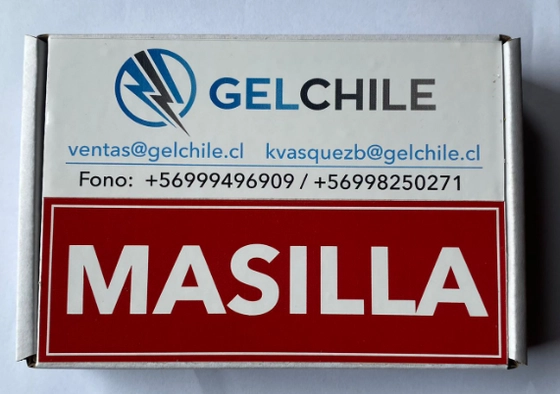 GELCHILE
ventas@gelchile.cl kvasquezb@gelchile.cl
Fono: +56999496909 / +56998250271
MASILLA